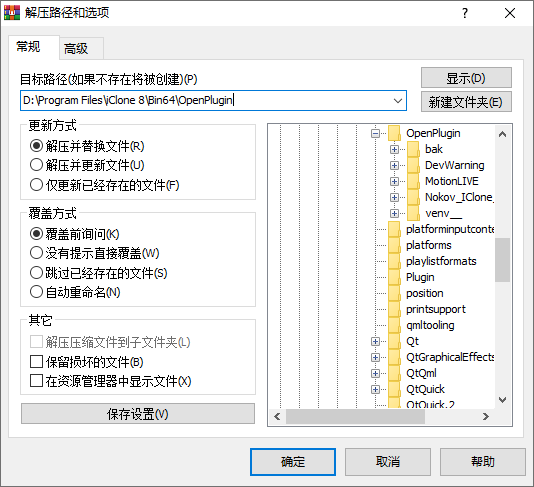 解压路径和选项
常规
高级
目标路径(如果不存在将被创建)(P)
显示(D)
D:\Program Files\iClone 8\Bin64\OpenPlugin
新建文件夹(E)
更新方式
解压并替换文件(R)
解压并更新文件(U)
仅更新已经存在的文件(F)
覆盖方式
覆盖前询问(K)
没有提示直接覆盖(W)
跳过已经存在的文件(S)
自动重命名(N)
其它
解压压缩文件到子文件夹(L)
保留损坏的文件(B)
在资源管理器中显示文件(X)
保存设置(V)
OpenPlugin
bak
DevWarning
MotionLIVE
Nokov_iClone_
venv__
platforminputconte
platforms
playlistformats
Plugin
position
printsupport
qmltooling
Qt
QtGraphicalEffects
QtQml
QtQuick
QtQuick.2
确定
取消
帮助